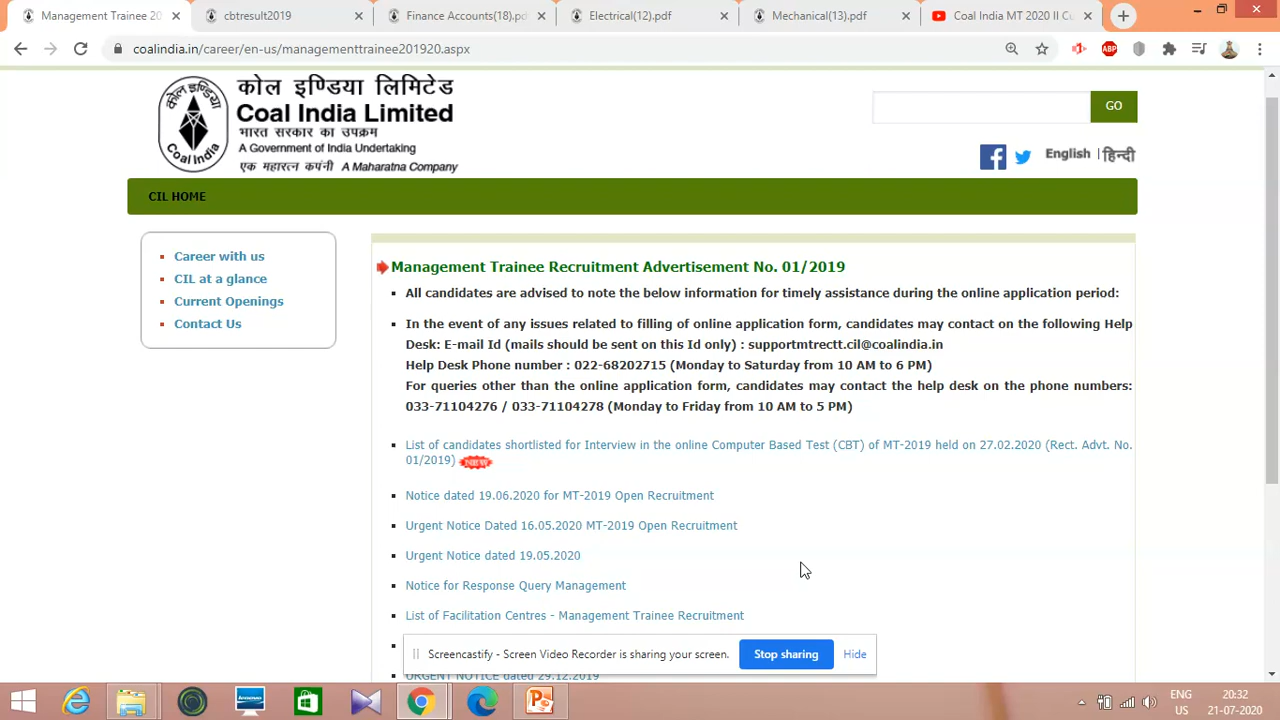 Management Trainee 20
cbtresult2019
Finance Accounts(18).pd
Electrical(12).pdf
Mechanical(13).pdf
Coal India MT 2020 II C
coalindia.in/career/en-us/managementtrainee201920.aspx
ABP
कोल इण्डिया लिमिटेड
Coal India Limited
भारत सरकार का उपक्रम
A Government of India Undertaking
एक महारत्न कंपनी A Maharatna Company
Coal India
GO
English | हिन्दी
CIL HOME
Career with us
CIL at a glance
Current Openings
Contact Us
Management Trainee Recruitment Advertisement No. 01/2019
All candidates are advised to note the below information for timely assistance during the online application period:
In the event of any issues related to filling of online application form, candidates may contact on the following Help
Desk: E-mail Id (mails should be sent on this Id only) : supportmtrectt.cil@coalindia.in
Help Desk Phone number : 022-68202715 (Monday to Saturday from 10 AM to 6 PM)
For queries other than the online application form, candidates may contact the help desk on the phone numbers:
033-71104276 / 033-71104278 (Monday to Friday from 10 AM to 5 PM)
List of candidates shortlisted for Interview in the online Computer Based Test (CBT) of MT-2019 held on 27.02.2020 (Rect. Advt. No.
01/2019) NEW
Notice dated 19.06.2020 for MT-2019 Open Recruitment
Urgent Notice Dated 16.05.2020 MT-2019 Open Recruitment
Urgent Notice dated 19.05.2020
Notice for Response Query Management
List of Facilitation Centres - Management Trainee Recruitment
Screencastify - Screen Video Recorder is sharing your screen.
Stop sharing
Hide
URGENT NOTICE dated 29.12.2019
ENG
US
20:32
21-07-2020